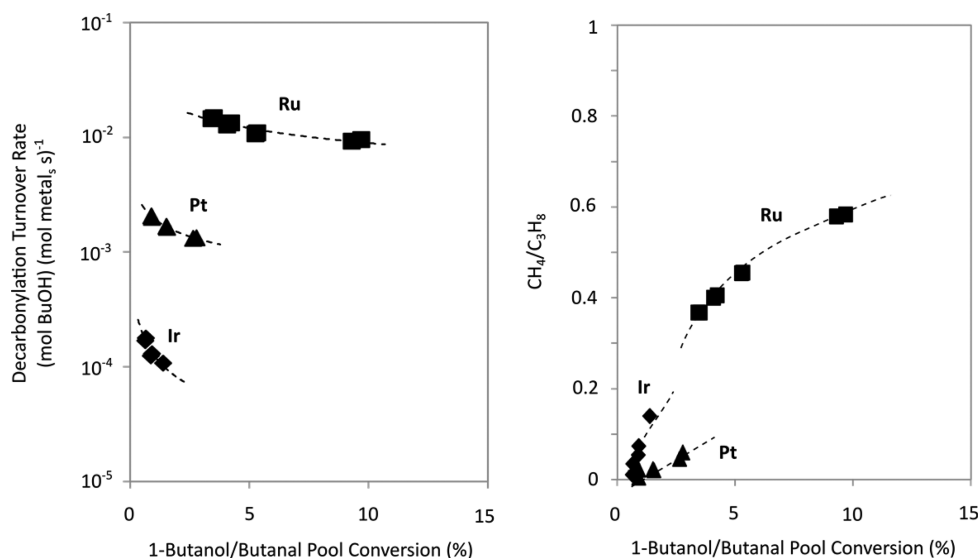 Decarbonylation Turnover Rate
(mol BuOH) (mol metalₛ s)⁻¹
10⁻¹
10⁻²
10⁻³
10⁻⁴
10⁻⁵
Ru
Pt
Ir
0
5
10
15
1-Butanol/Butanal Pool Conversion (%)
CH₄/C₃H₈
1
0.8
0.6
0.4
0.2
0
Ru
Ir
Pt
0
5
10
15
1-Butanol/Butanal Pool Conversion (%)